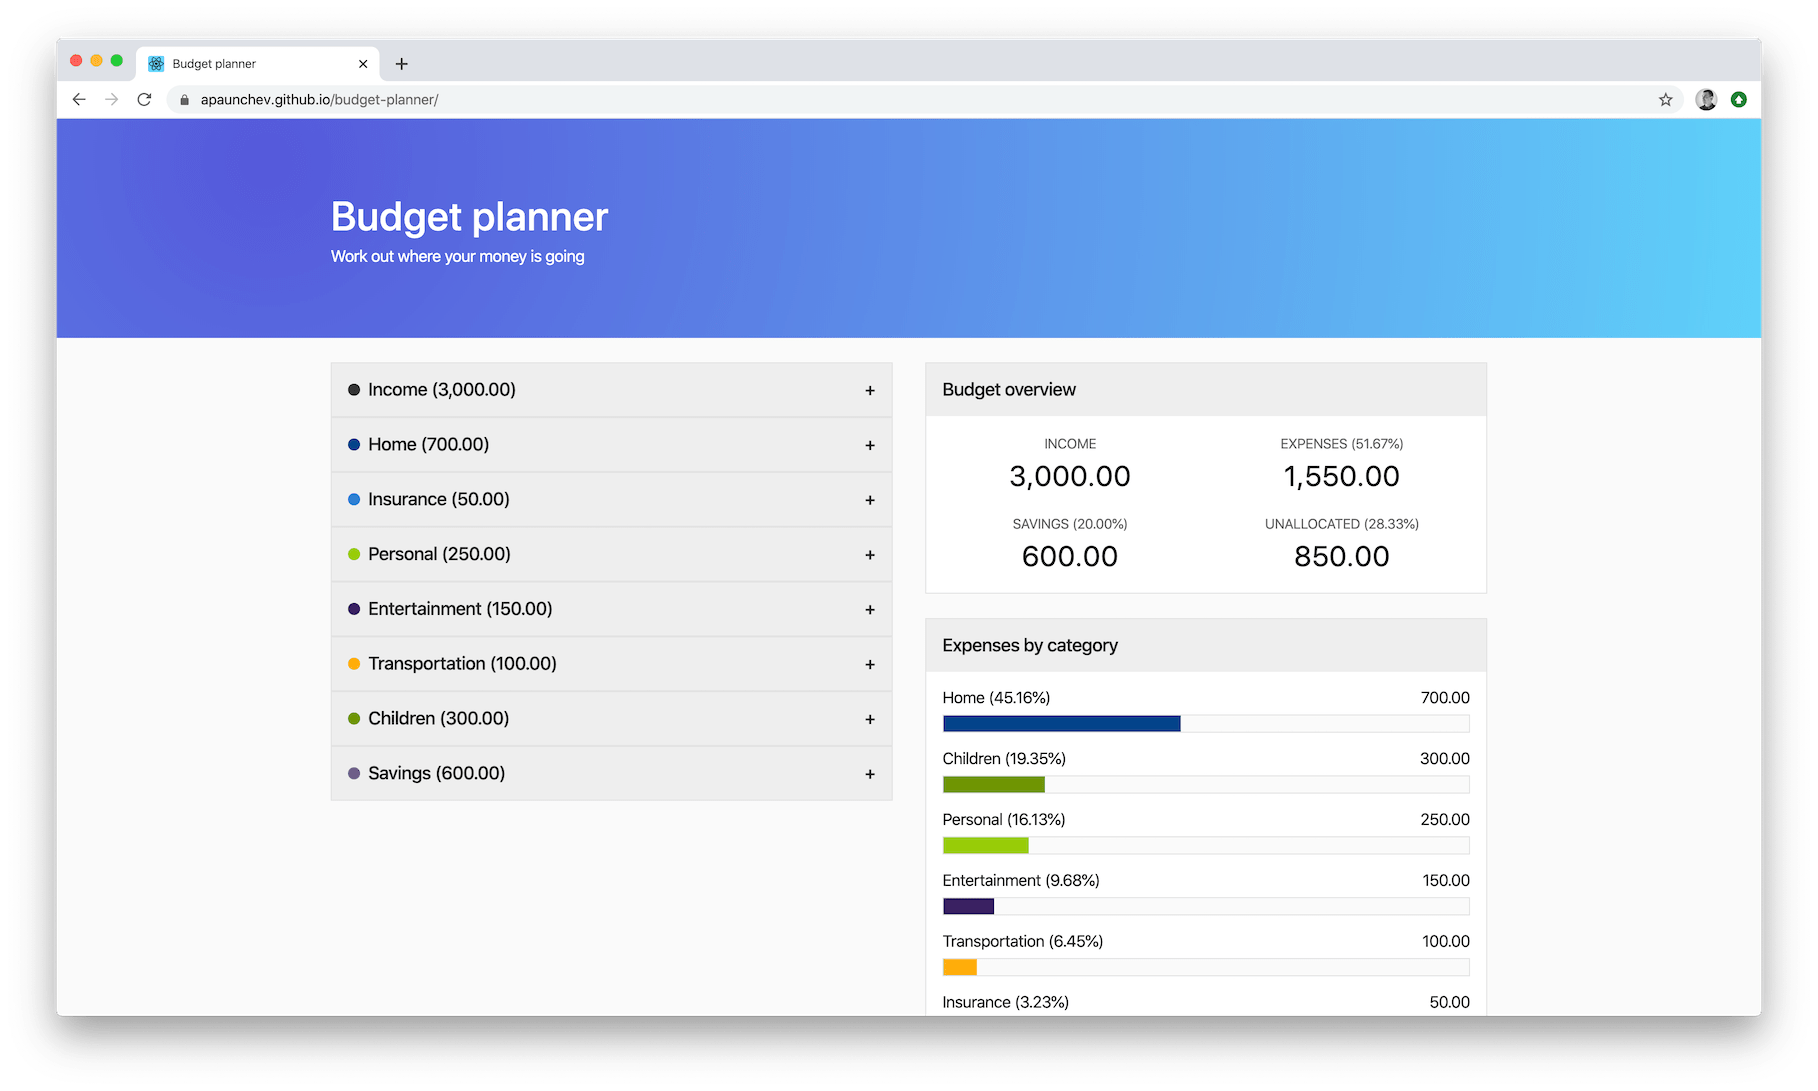 Budget planner
apaunchev.github.io/budget-planner/
Budget planner
Work out where your money is going
Income (3,000.00) +
Home (700.00) +
Insurance (50.00) +
Personal (250.00) +
Entertainment (150.00) +
Transportation (100.00) +
Children (300.00) +
Savings (600.00) +
Budget overview
INCOME EXPENSES (51.67%)
3,000.00 1,550.00
SAVINGS (20.00%) UNALLOCATED (28.33%)
600.00 850.00
Expenses by category
Home (45.16%) 700.00
Children (19.35%) 300.00
Personal (16.13%) 250.00
Entertainment (9.68%) 150.00
Transportation (6.45%) 100.00
Insurance (3.23%) 50.00